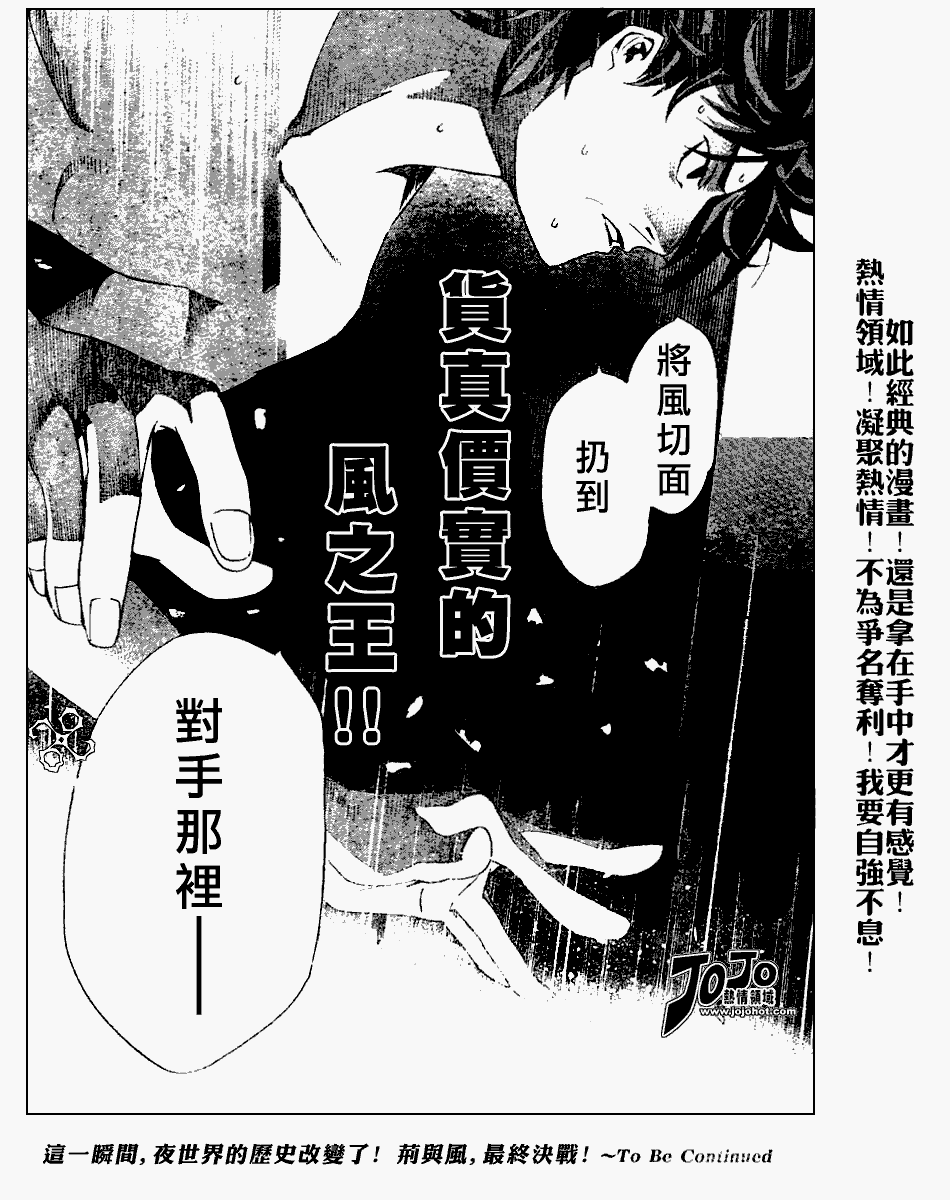 如此經典的漫畫！還是拿在手中才更有感覺！
熱情領域！凝聚熱情！不為爭名奪利！我要自強不息！
將風切面
扔到
貨真價實的
風之王!!
對手那裡——
JOJO
熱情領域
www.jojohot.com
這一瞬間,夜世界的歷史改變了! 荊與風,最終決戰! ~To Be Continued